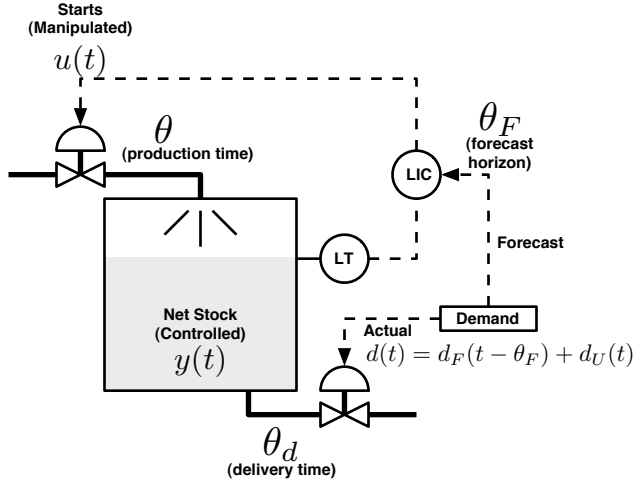 Starts
(Manipulated)
u(t)
θ
(production time)
θ_F
(forecast
horizon)
LIC
Forecast
LT
Net Stock
(Controlled)
y(t)
Demand
Actual
d(t) = d_F(t − θ_F) + d_U(t)
θ_d
(delivery time)